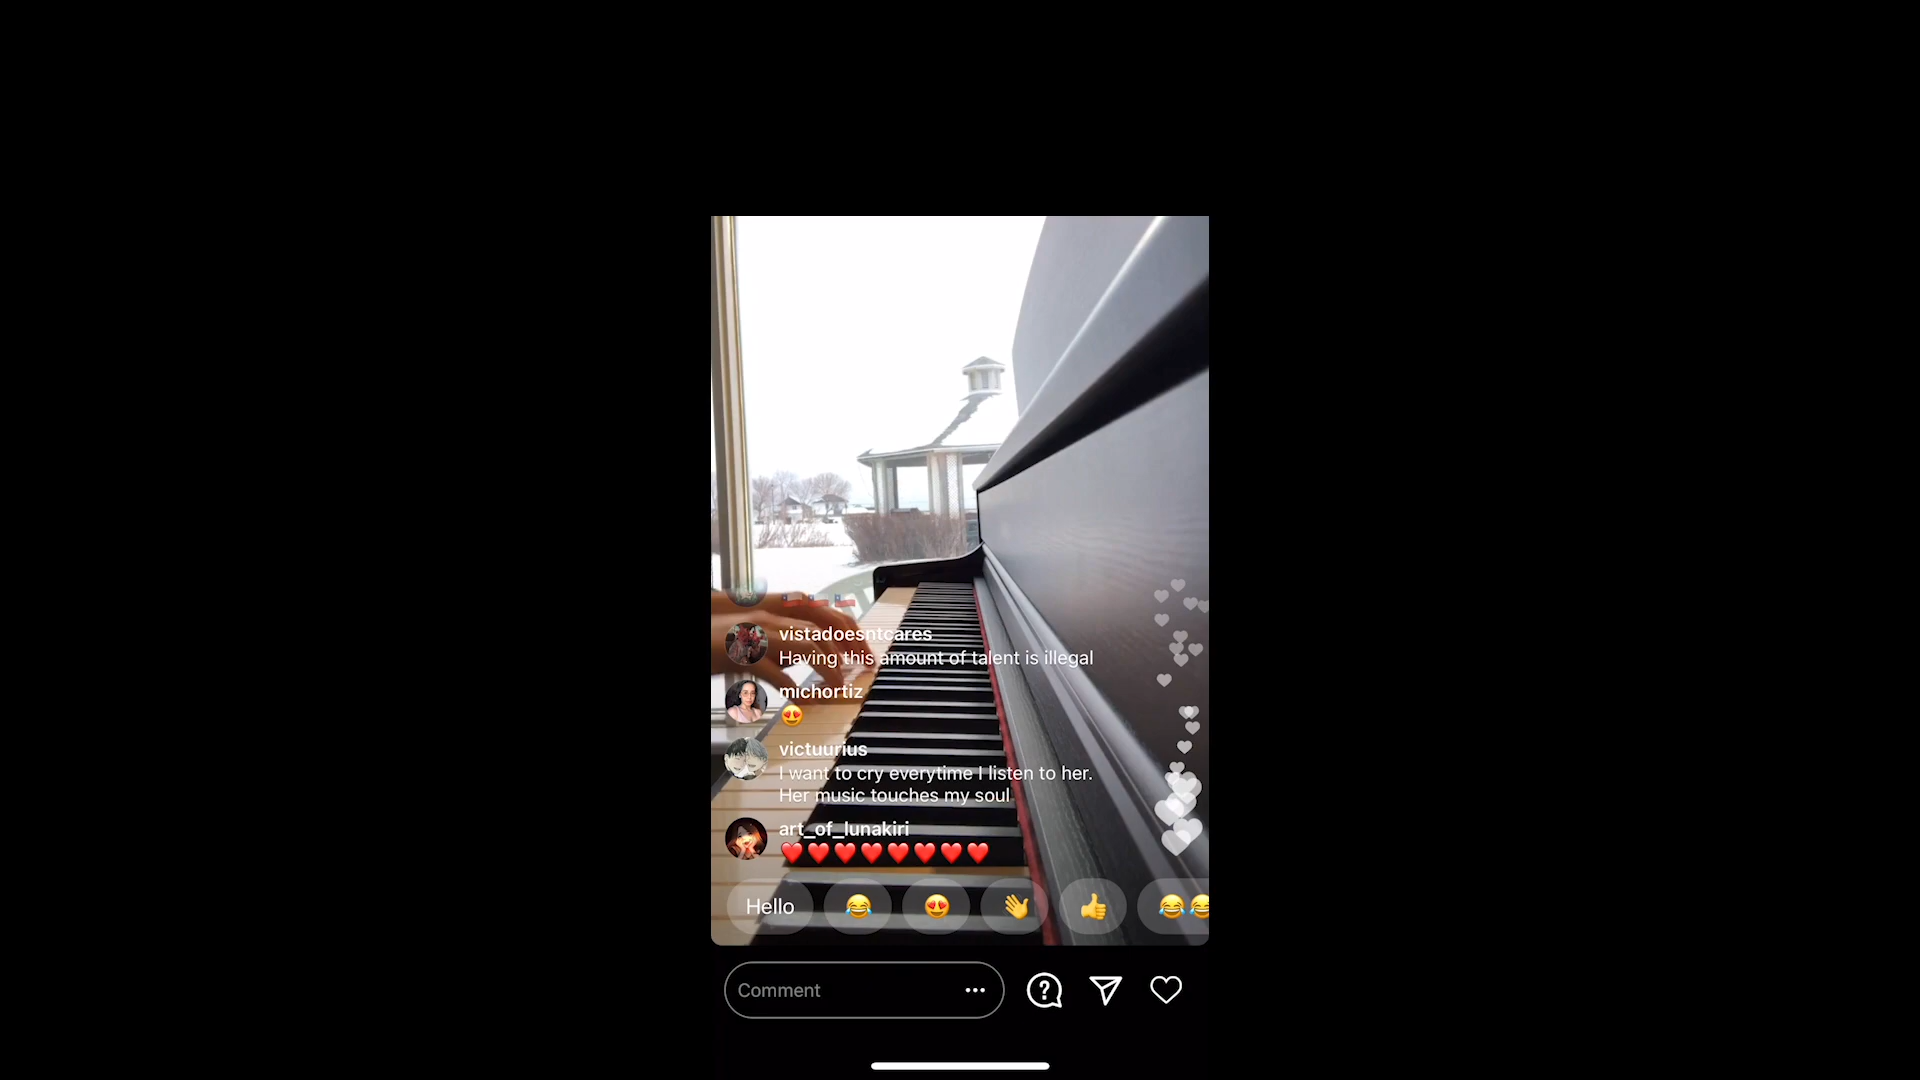 vistadoesntcares
Having this amount of talent is illegal
michortiz
😍
victuurius
I want to cry everytime I listen to her.
Her music touches my soul
art_of_lunakiri
❤️❤️❤️❤️❤️❤️❤️❤️
Hello 😂 😍 👋 👍 😂😂
Comment